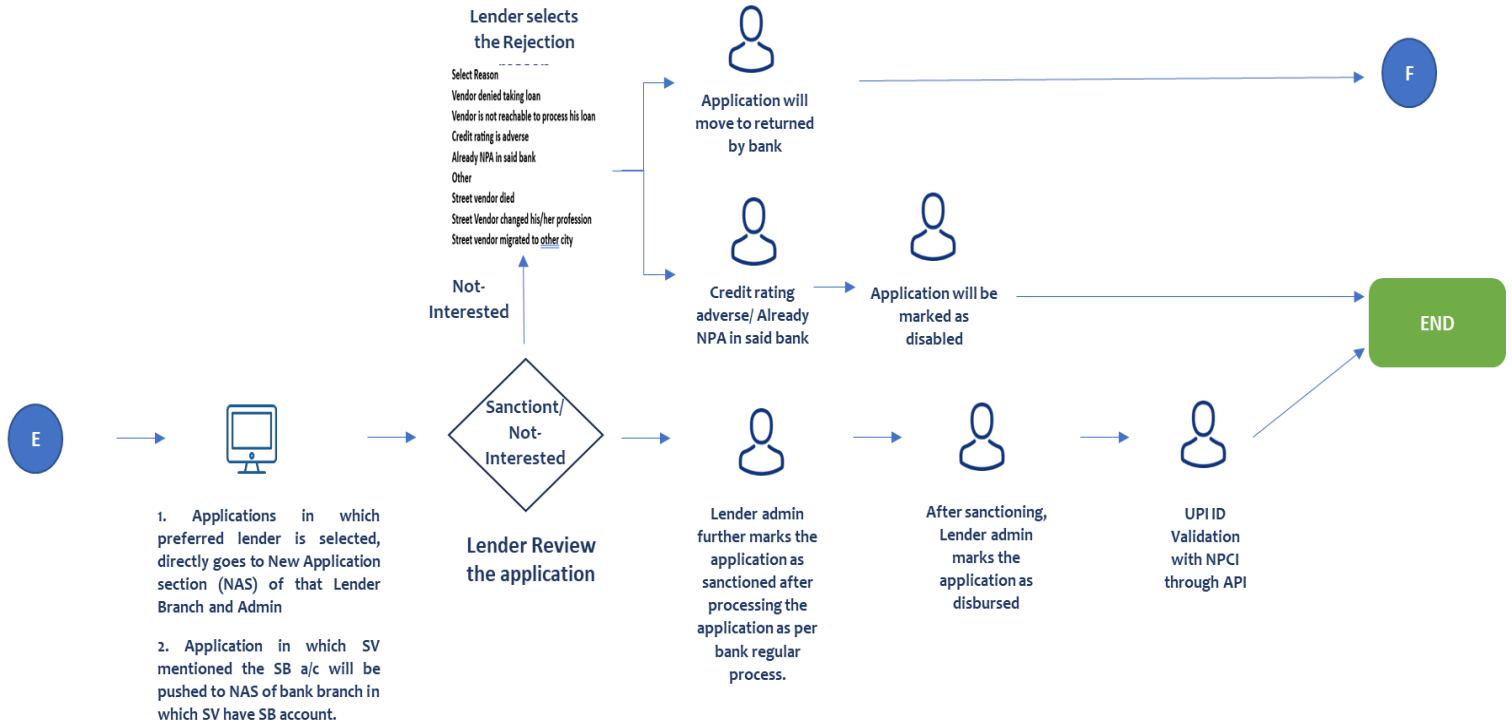 Lender selects
the Rejection
Select Reason
Vendor denied taking loan
Vendor is not reachable to process his loan
Credit rating is adverse
Already NPA in said bank
Other
Street vendor died
Street Vendor changed his/her profession
Street vendor migrated to other city
Application will
move to returned
by bank
F
Not-
Interested
Credit rating
adverse/ Already
NPA in said bank
Application will be
marked as
disabled
END
E
Sanctiont/
Not-
Interested
1. Applications in which
preferred lender is selected,
directly goes to New Application
section (NAS) of that Lender
Branch and Admin
2. Application in which SV
mentioned the SB a/c will be
pushed to NAS of bank branch in
which SV have SB account.
Lender Review
the application
Lender admin
further marks the
application as
sanctioned after
processing the
application as per
bank regular
process.
After sanctioning,
Lender admin
marks the
application as
disbursed
UPI ID
Validation
with NPCI
through API